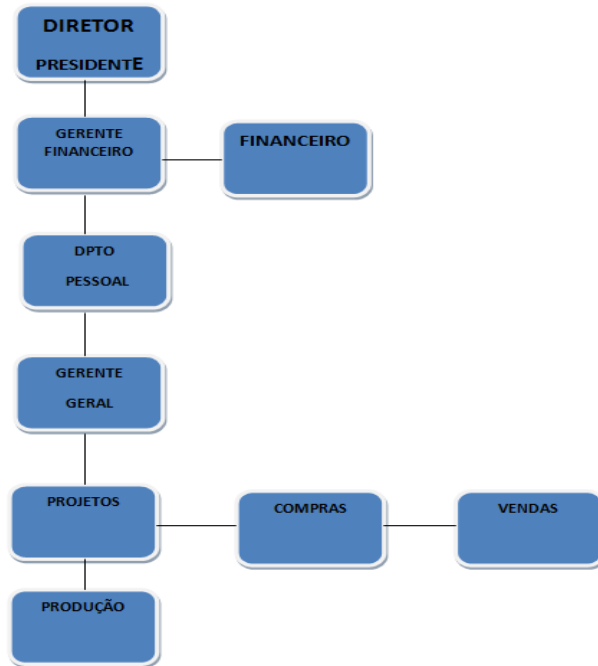 DIRETOR
PRESIDENTE
GERENTE
FINANCEIRO
FINANCEIRO
DPTO
PESSOAL
GERENTE
GERAL
PROJETOS
COMPRAS
VENDAS
PRODUÇÃO